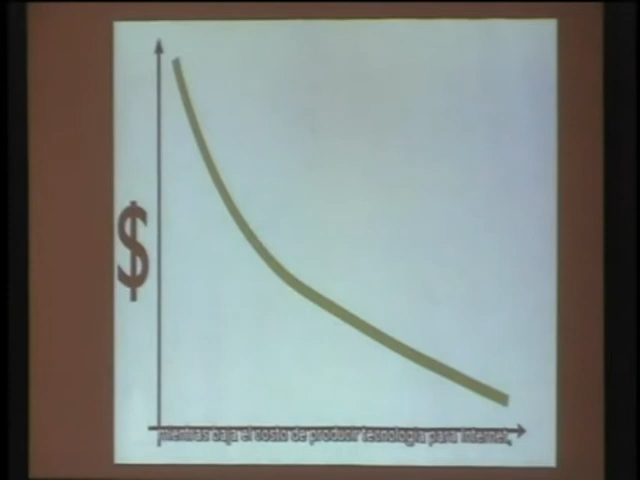 $
mientras baja el costo de producir tecnología para Internet,